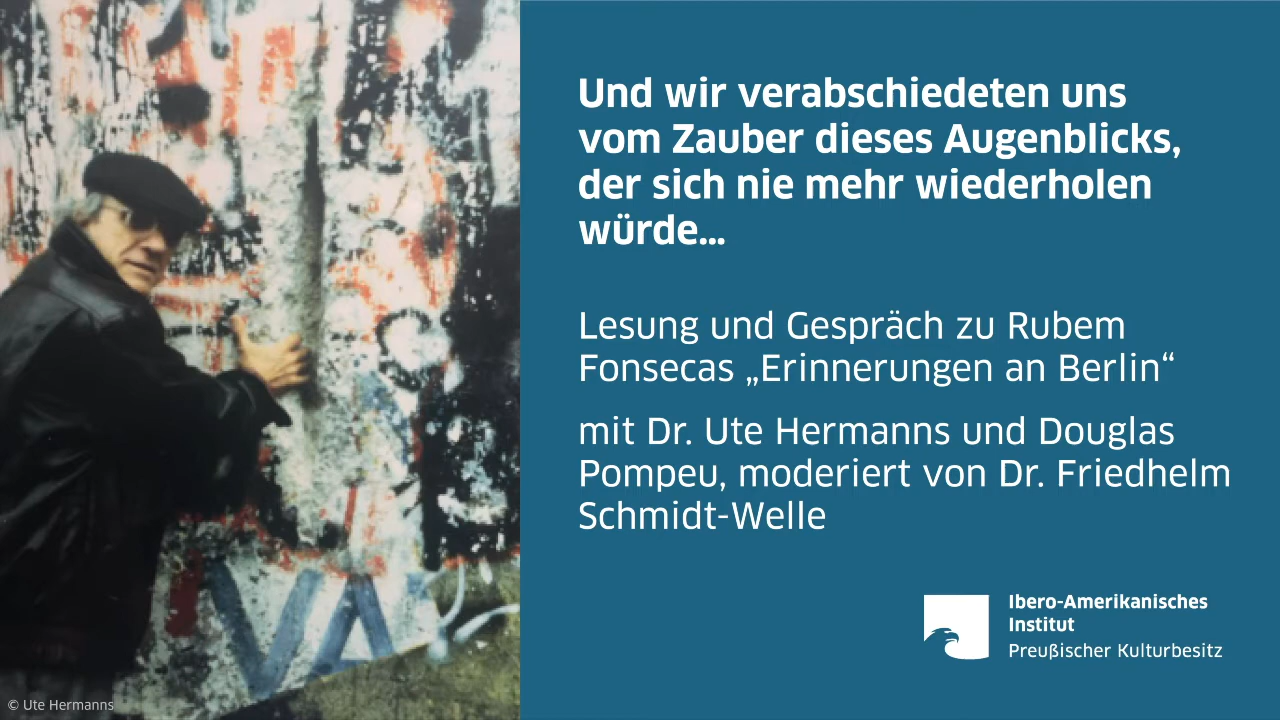 Und wir verabschiedeten uns
vom Zauber dieses Augenblicks,
der sich nie mehr wiederholen
würde...
Lesung und Gespräch zu Rubem
Fonsecas „Erinnerungen an Berlin“
mit Dr. Ute Hermanns und Douglas
Pompeu, moderiert von Dr. Friedhelm
Schmidt-Welle
Ibero-Amerikanisches
Institut
Preußischer Kulturbesitz
© Ute Hermanns